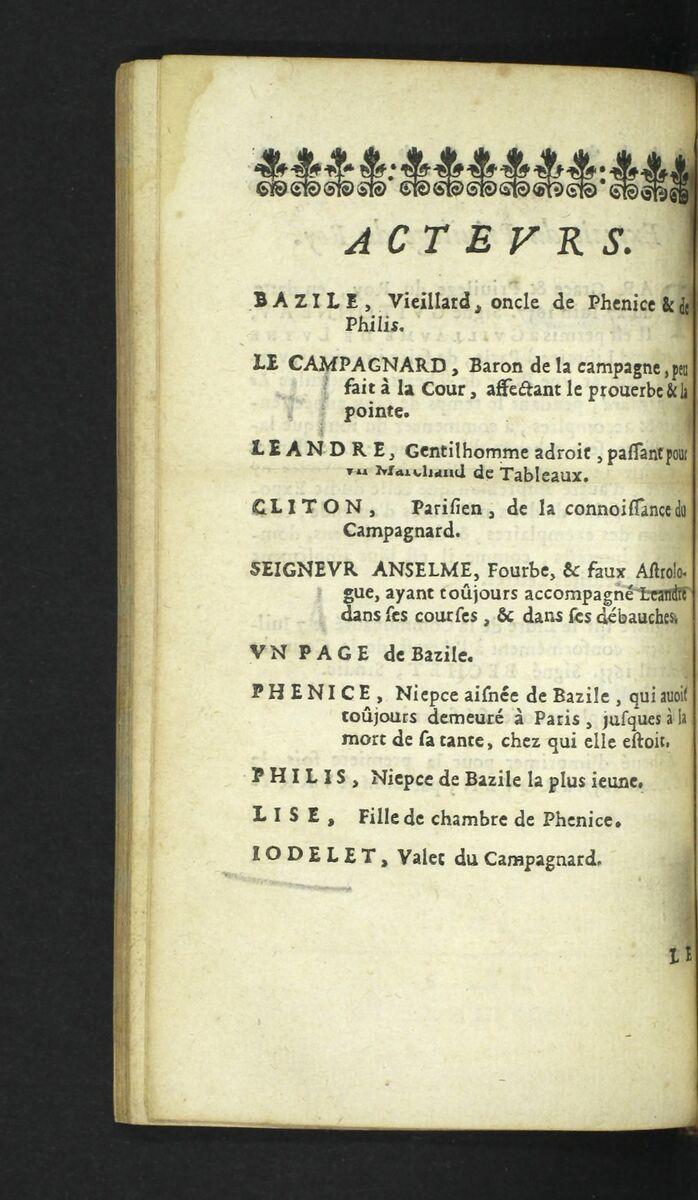 ACTEVRS.
BAZILE, Vieillard, oncle de Phenice & de
Philis.
LE CAMPAGNARD, Baron de la campagne, peu
fait à la Cour, affectant le prouerbe & la
pointe.
LEANDRE, Gentilhomme adroit, paſſant pour
vn Marchand de Tableaux.
CLITON, Pariſien, de la connoiſſance du
Campagnard.
SEIGNEVR ANSELME, Fourbe, & faux Aſtrolo-
gue, ayant toûjours accompagné Leandre
dans ſes courſes, & dans ſes débauches.
VN PAGE de Bazile.
PHENICE, Niepce aiſnée de Bazile, qui auoit
toûjours demeuré à Paris, juſques à la
mort de ſa tante, chez qui elle eſtoit.
PHILIS, Niepce de Bazile la plus ieune.
LISE, Fille de chambre de Phenice.
IODELET, Valet du Campagnard.
LE